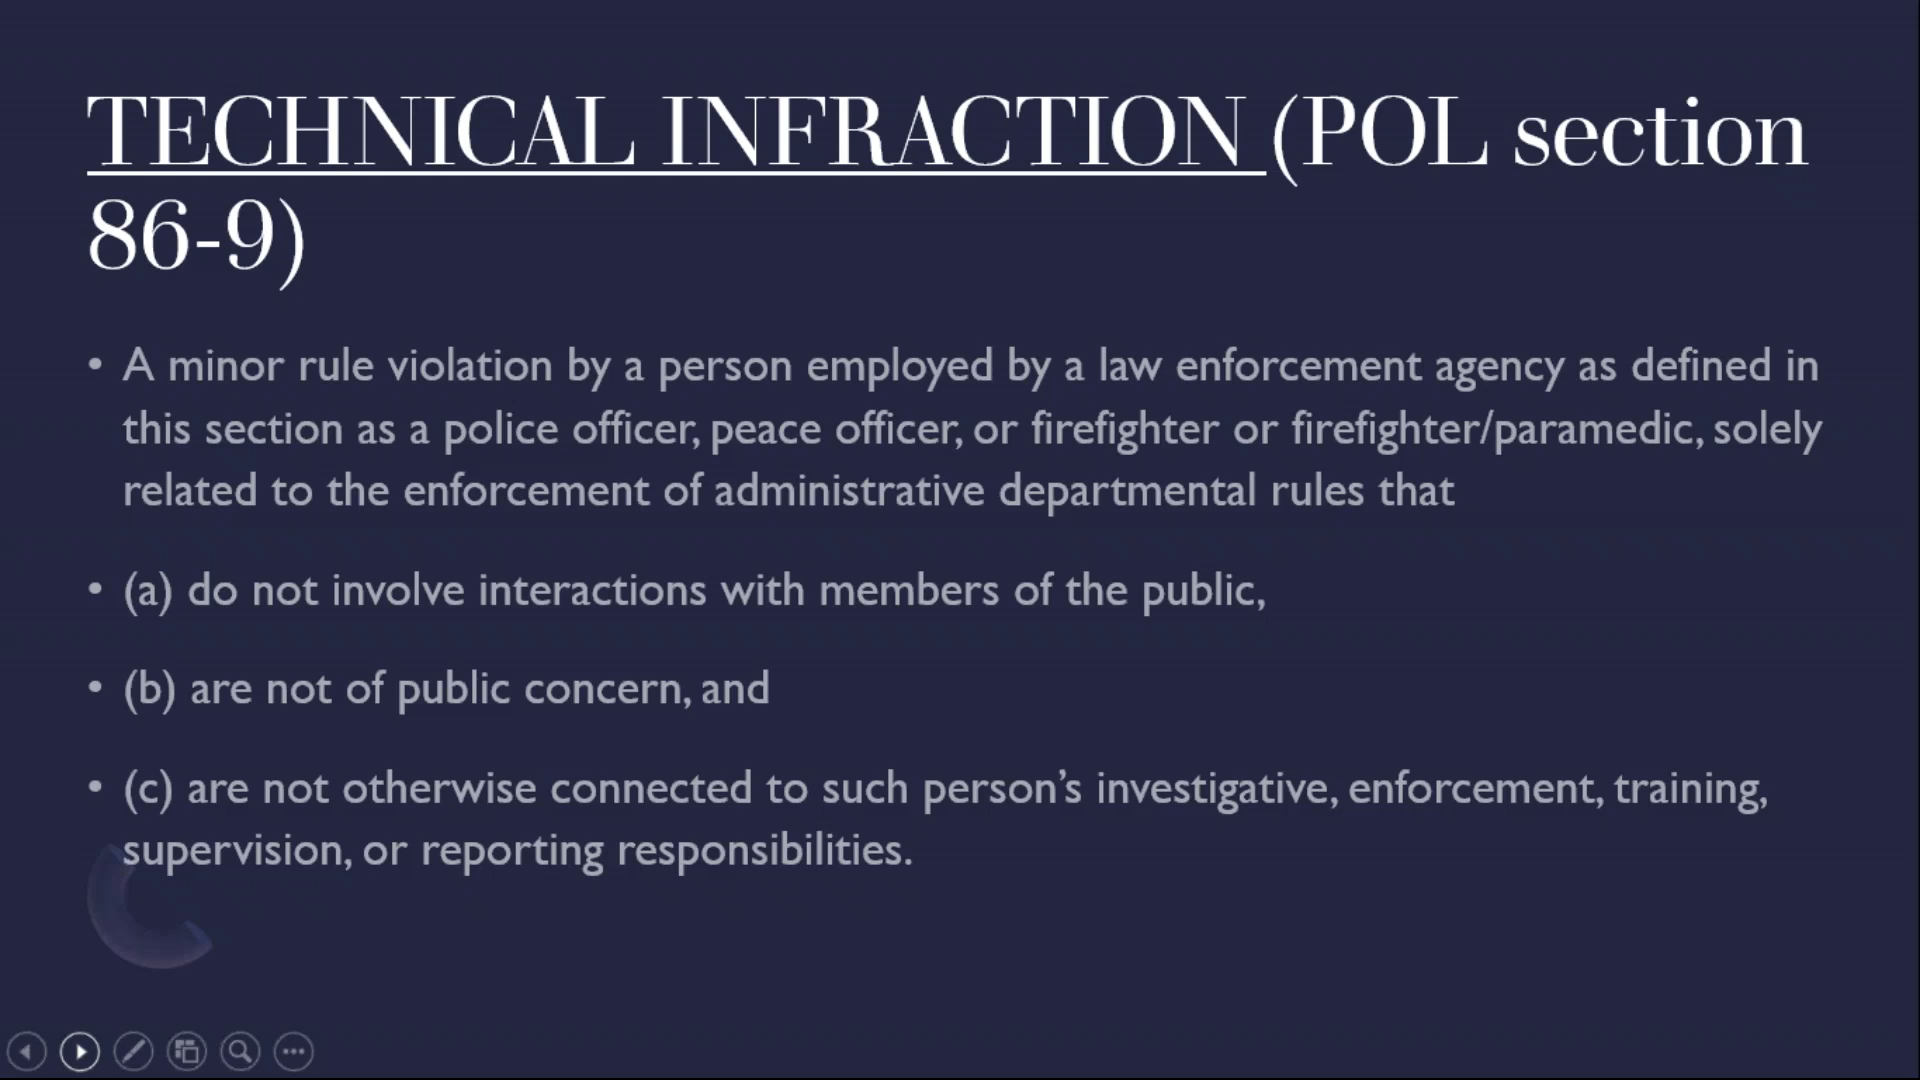 TECHNICAL INFRACTION (POL section
86-9)
• A minor rule violation by a person employed by a law enforcement agency as defined in
this section as a police officer, peace officer, or firefighter or firefighter/paramedic, solely
related to the enforcement of administrative departmental rules that
• (a) do not involve interactions with members of the public,
• (b) are not of public concern, and
• (c) are not otherwise connected to such person’s investigative, enforcement, training,
supervision, or reporting responsibilities.